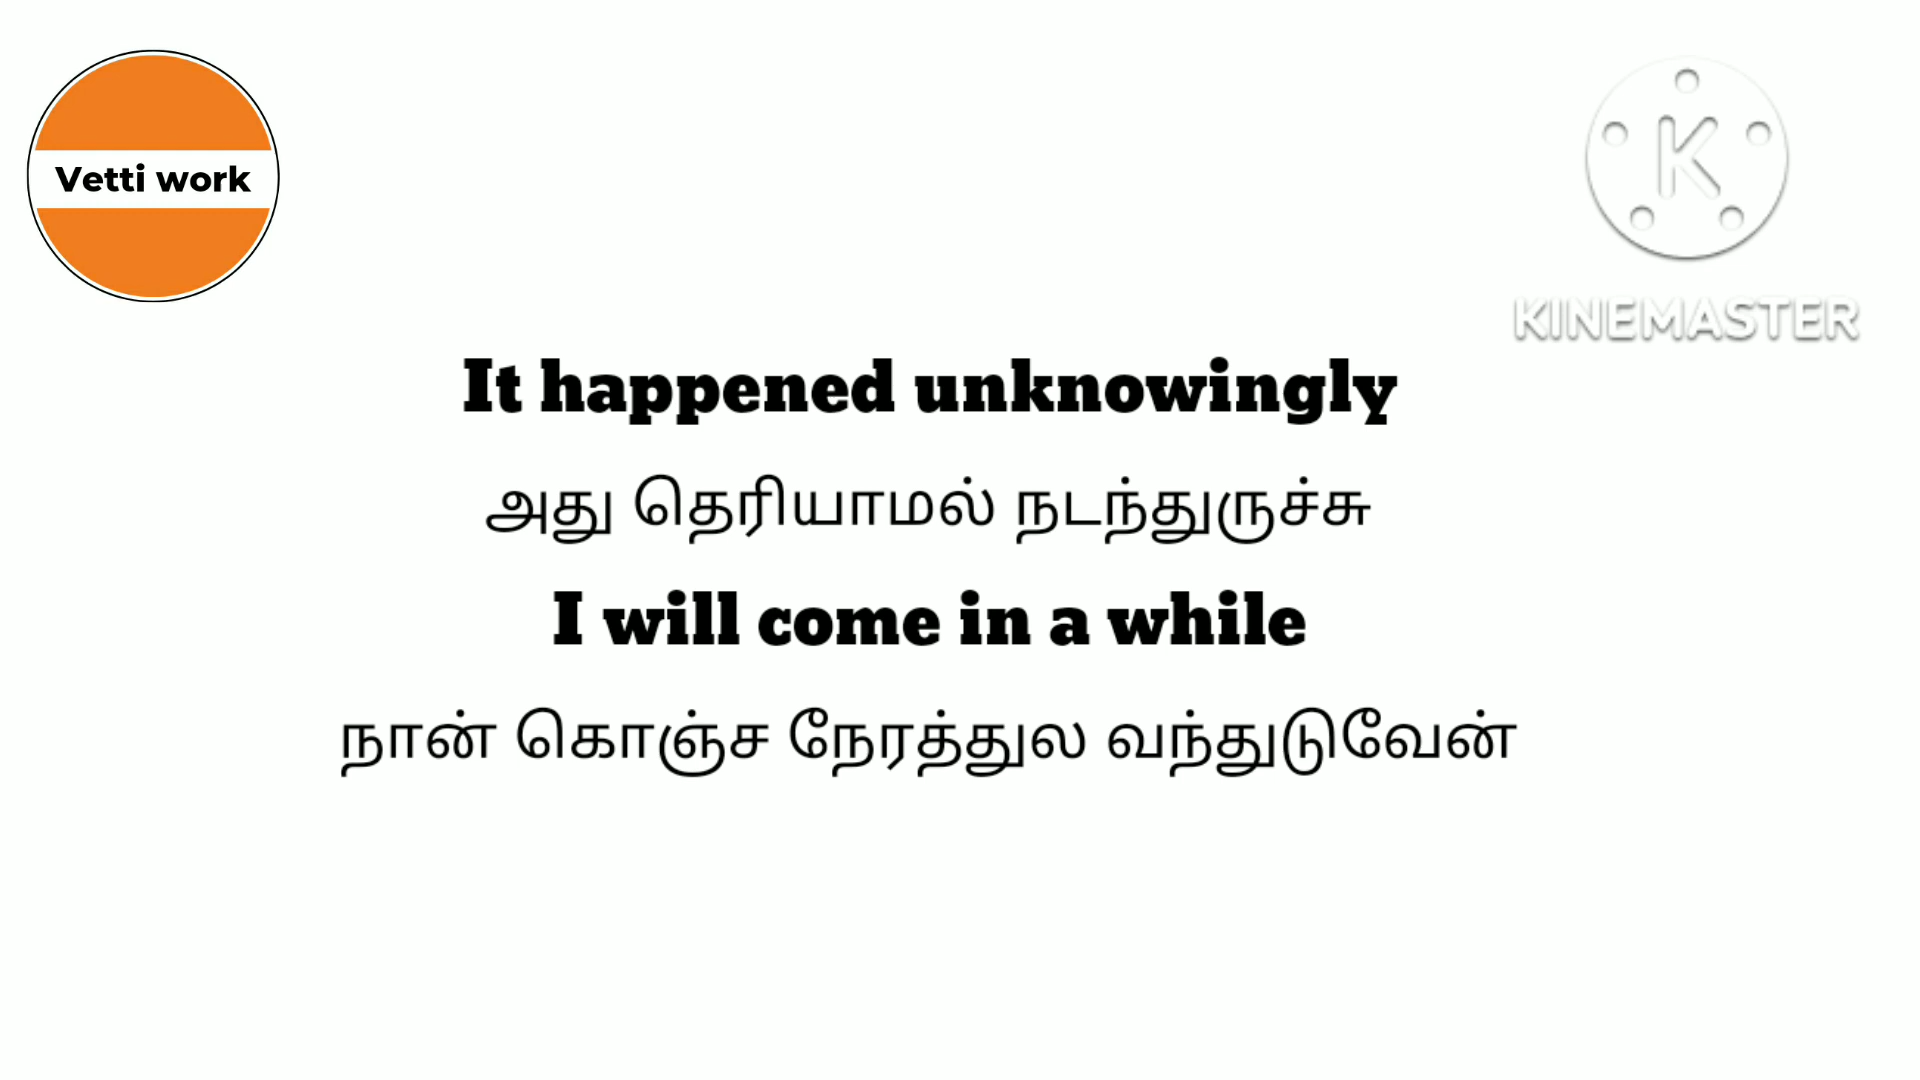 Vetti work
KINEMASTER
It happened unknowingly
அது தெரியாமல் நடந்துருச்சு
I will come in a while
நான் கொஞ்ச நேரத்துல வந்துடுவேன்